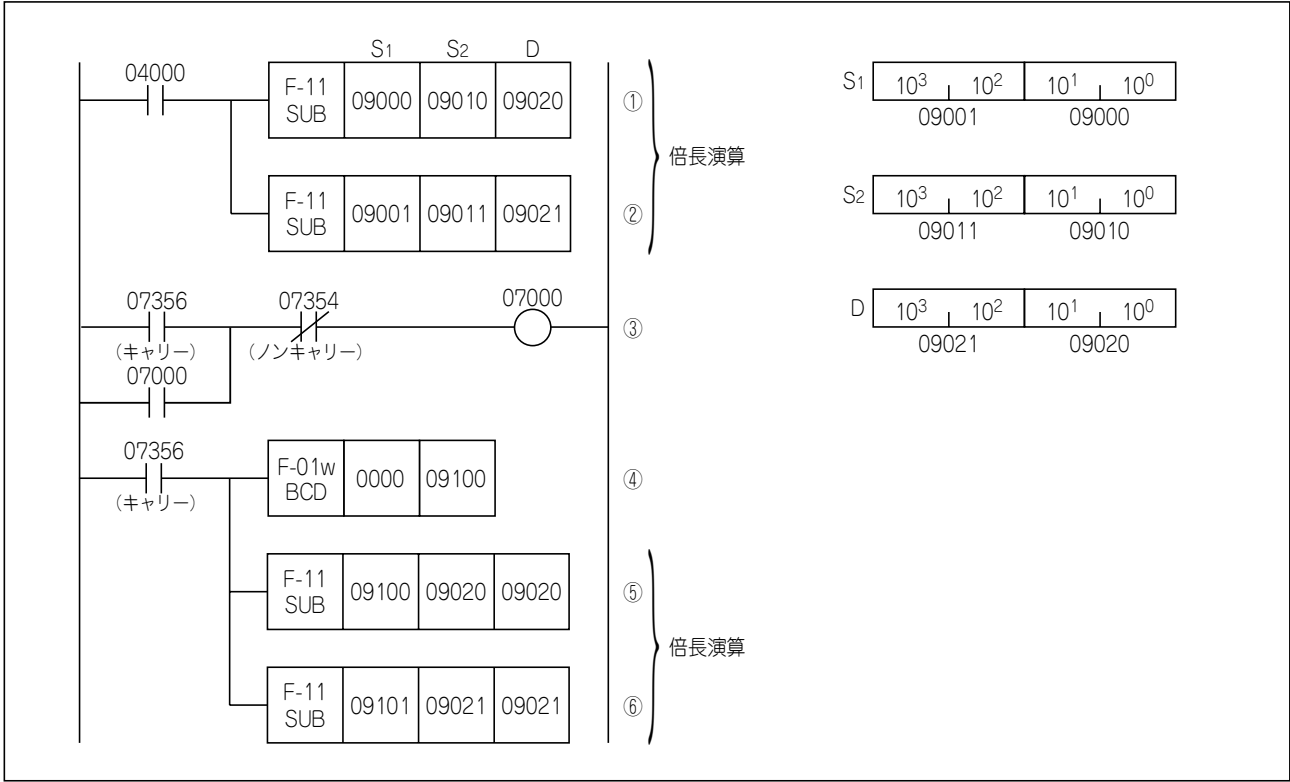 S1 S2 D
04000
F-11 SUB 09000 09010 09020 ①
F-11 SUB 09001 09011 09021 ②
倍長演算
07356 07354 07000
(キャリー) (ノンキャリー) ③
07000
07356
(キャリー)
F-01w BCD 0000 09100 ④
F-11 SUB 09100 09020 09020 ⑤
F-11 SUB 09101 09021 09021 ⑥
倍長演算
S1 10³ 10² 10¹ 10⁰
09001 09000
S2 10³ 10² 10¹ 10⁰
09011 09010
D 10³ 10² 10¹ 10⁰
09021 09020